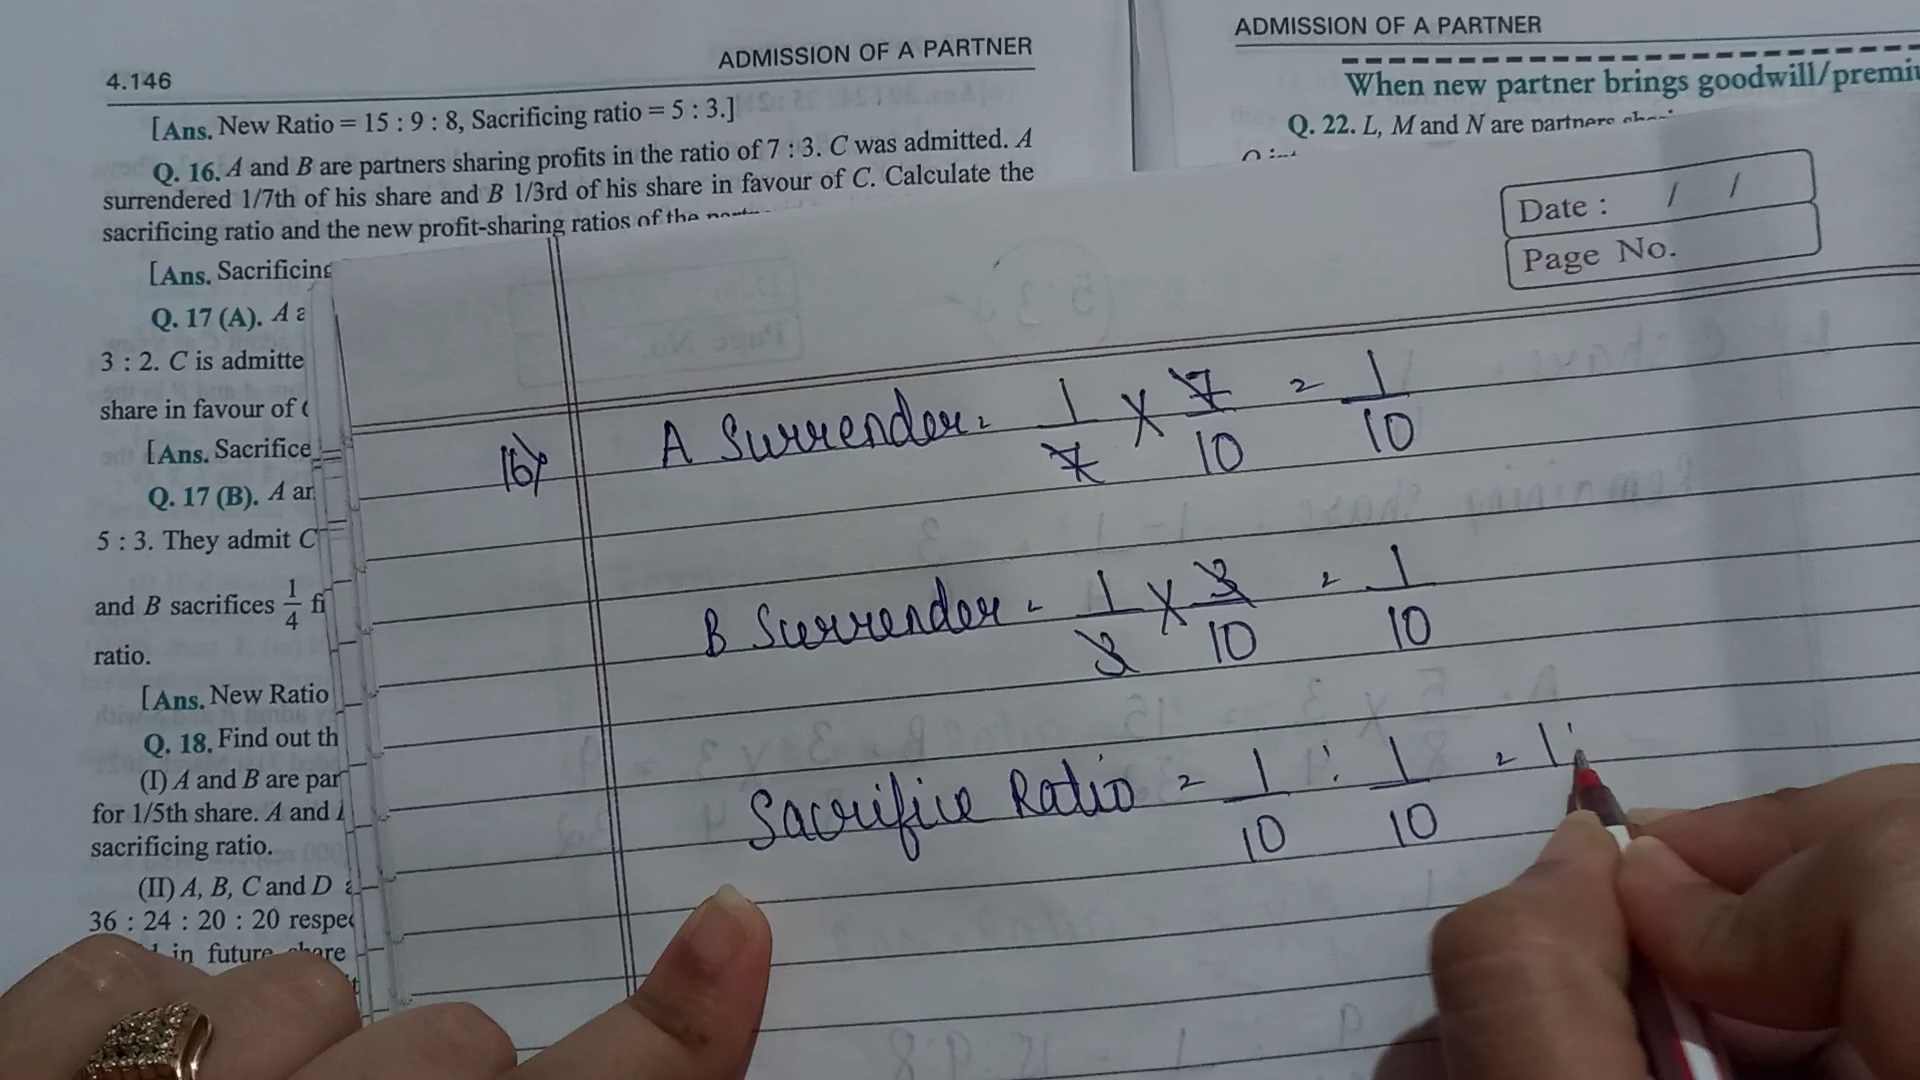 4.146
ADMISSION OF A PARTNER
[Ans. New Ratio = 15 : 9 : 8, Sacrificing ratio = 5 : 3.]
Q. 16. A and B are partners sharing profits in the ratio of 7 : 3. C was admitted. A
surrendered 1/7th of his share and B 1/3rd of his share in favour of C. Calculate the
sacrificing ratio and the new profit-sharing ratios of the
[Ans. Sacrificing
Q. 17 (A). A a
3 : 2. C is admitte
share in favour of
[Ans. Sacrifice
Q. 17 (B). A an
5 : 3. They admit C
and B sacrifices 1/4 fi
ratio.
[Ans. New Ratio
Q. 18. Find out th
(I) A and B are par
for 1/5th share. A and
sacrificing ratio.
(II) A, B, C and D
36 : 24 : 20 : 20 respe
in future share
ADMISSION OF A PARTNER
When new partner brings goodwill/premiu
Q. 22. L, M and N are partners
Date : / /
Page No.
16) A Surrender = 1/7 X 7/10 = 1/10
B Surrender = 1/3 X 3/10 = 1/10
Sacrifice Ratio = 1/10 : 1/10 = 1: